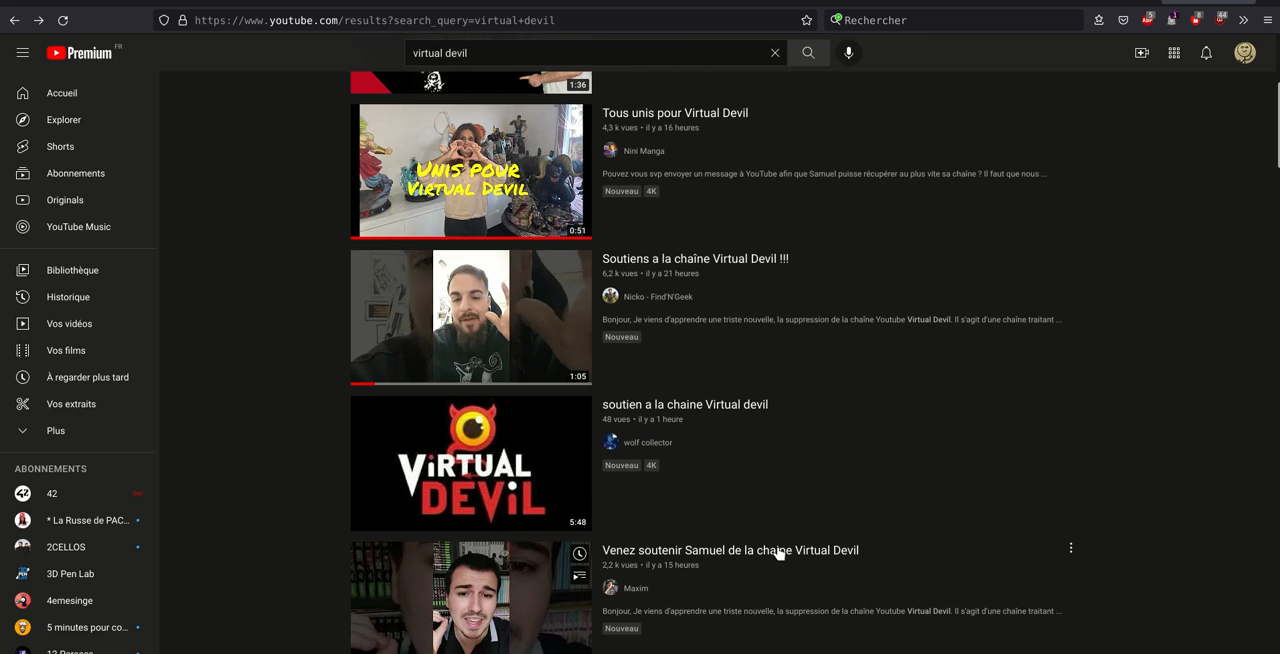 https://www.youtube.com/results?search_query=virtual+devil
Rechercher
5
1
8
44
Premium FR
virtual devil
Accueil
Explorer
Shorts
Abonnements
Originals
YouTube Music
Bibliothèque
Historique
Vos vidéos
Vos films
À regarder plus tard
Vos extraits
Plus
ABONNEMENTS
42
* La Russe de PAC...
2CELLOS
3D Pen Lab
4emesinge
5 minutes pour co...
1:36
UNIS POUR
VIRTUAL DEVIL
0:51
Tous unis pour Virtual Devil
4,3 k vues • il y a 16 heures
Nini Manga
Pouvez vous svp envoyer un message à YouTube afin que Samuel puisse récupérer au plus vite sa chaîne ? Il faut que nous ...
Nouveau 4K
1:05
Soutiens a la chaîne Virtual Devil !!!
6,2 k vues • il y a 21 heures
Nicko - Find'N'Geek
Bonjour, Je viens d'apprendre une triste nouvelle, la suppression de la chaîne Youtube Virtual Devil. Il s'agit d'une chaîne traitant ...
Nouveau
VIRTUAL
DEVIL
5:48
soutien a la chaine Virtual devil
48 vues • il y a 1 heure
wolf collector
Nouveau 4K
Venez soutenir Samuel de la chaîne Virtual Devil
2,2 k vues • il y a 15 heures
Maxim
Bonjour, Je viens d'apprendre une triste nouvelle, la suppression de la chaîne Youtube Virtual Devil. Il s'agit d'une chaîne traitant ...
Nouveau